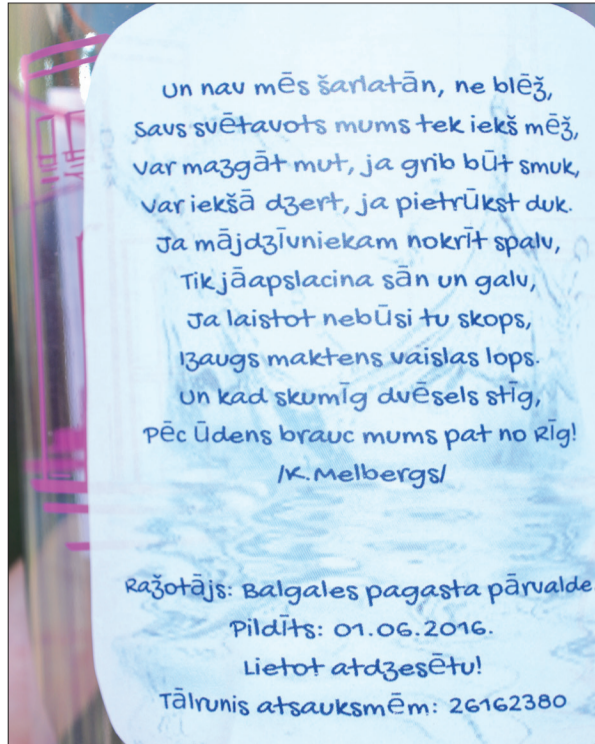 un nav mēs šarlatān, ne blēž,
savs svētavots mums tek iekš mēž,
var mazgāt mut, ja grib būt smuk,
var iekšā dzert, ja pietrūkst duk.
Ja mājdzīvniekam nokrīt spalv,
Tik jāapslacina sān un galv,
Ja laistot nebūsi tu skops,
Izaugs maktens vaislas lops.
un kad skumīg dvēsels stīg,
Pēc ūdens brauc mums pat no Rīg!
/K.Melbergs/
Ražotājs: Balgales pagasta pārvalde
Pildīts: 01.06.2016.
Lietot atdzesētu!
Tālrunis atsauksmēm: 26162380